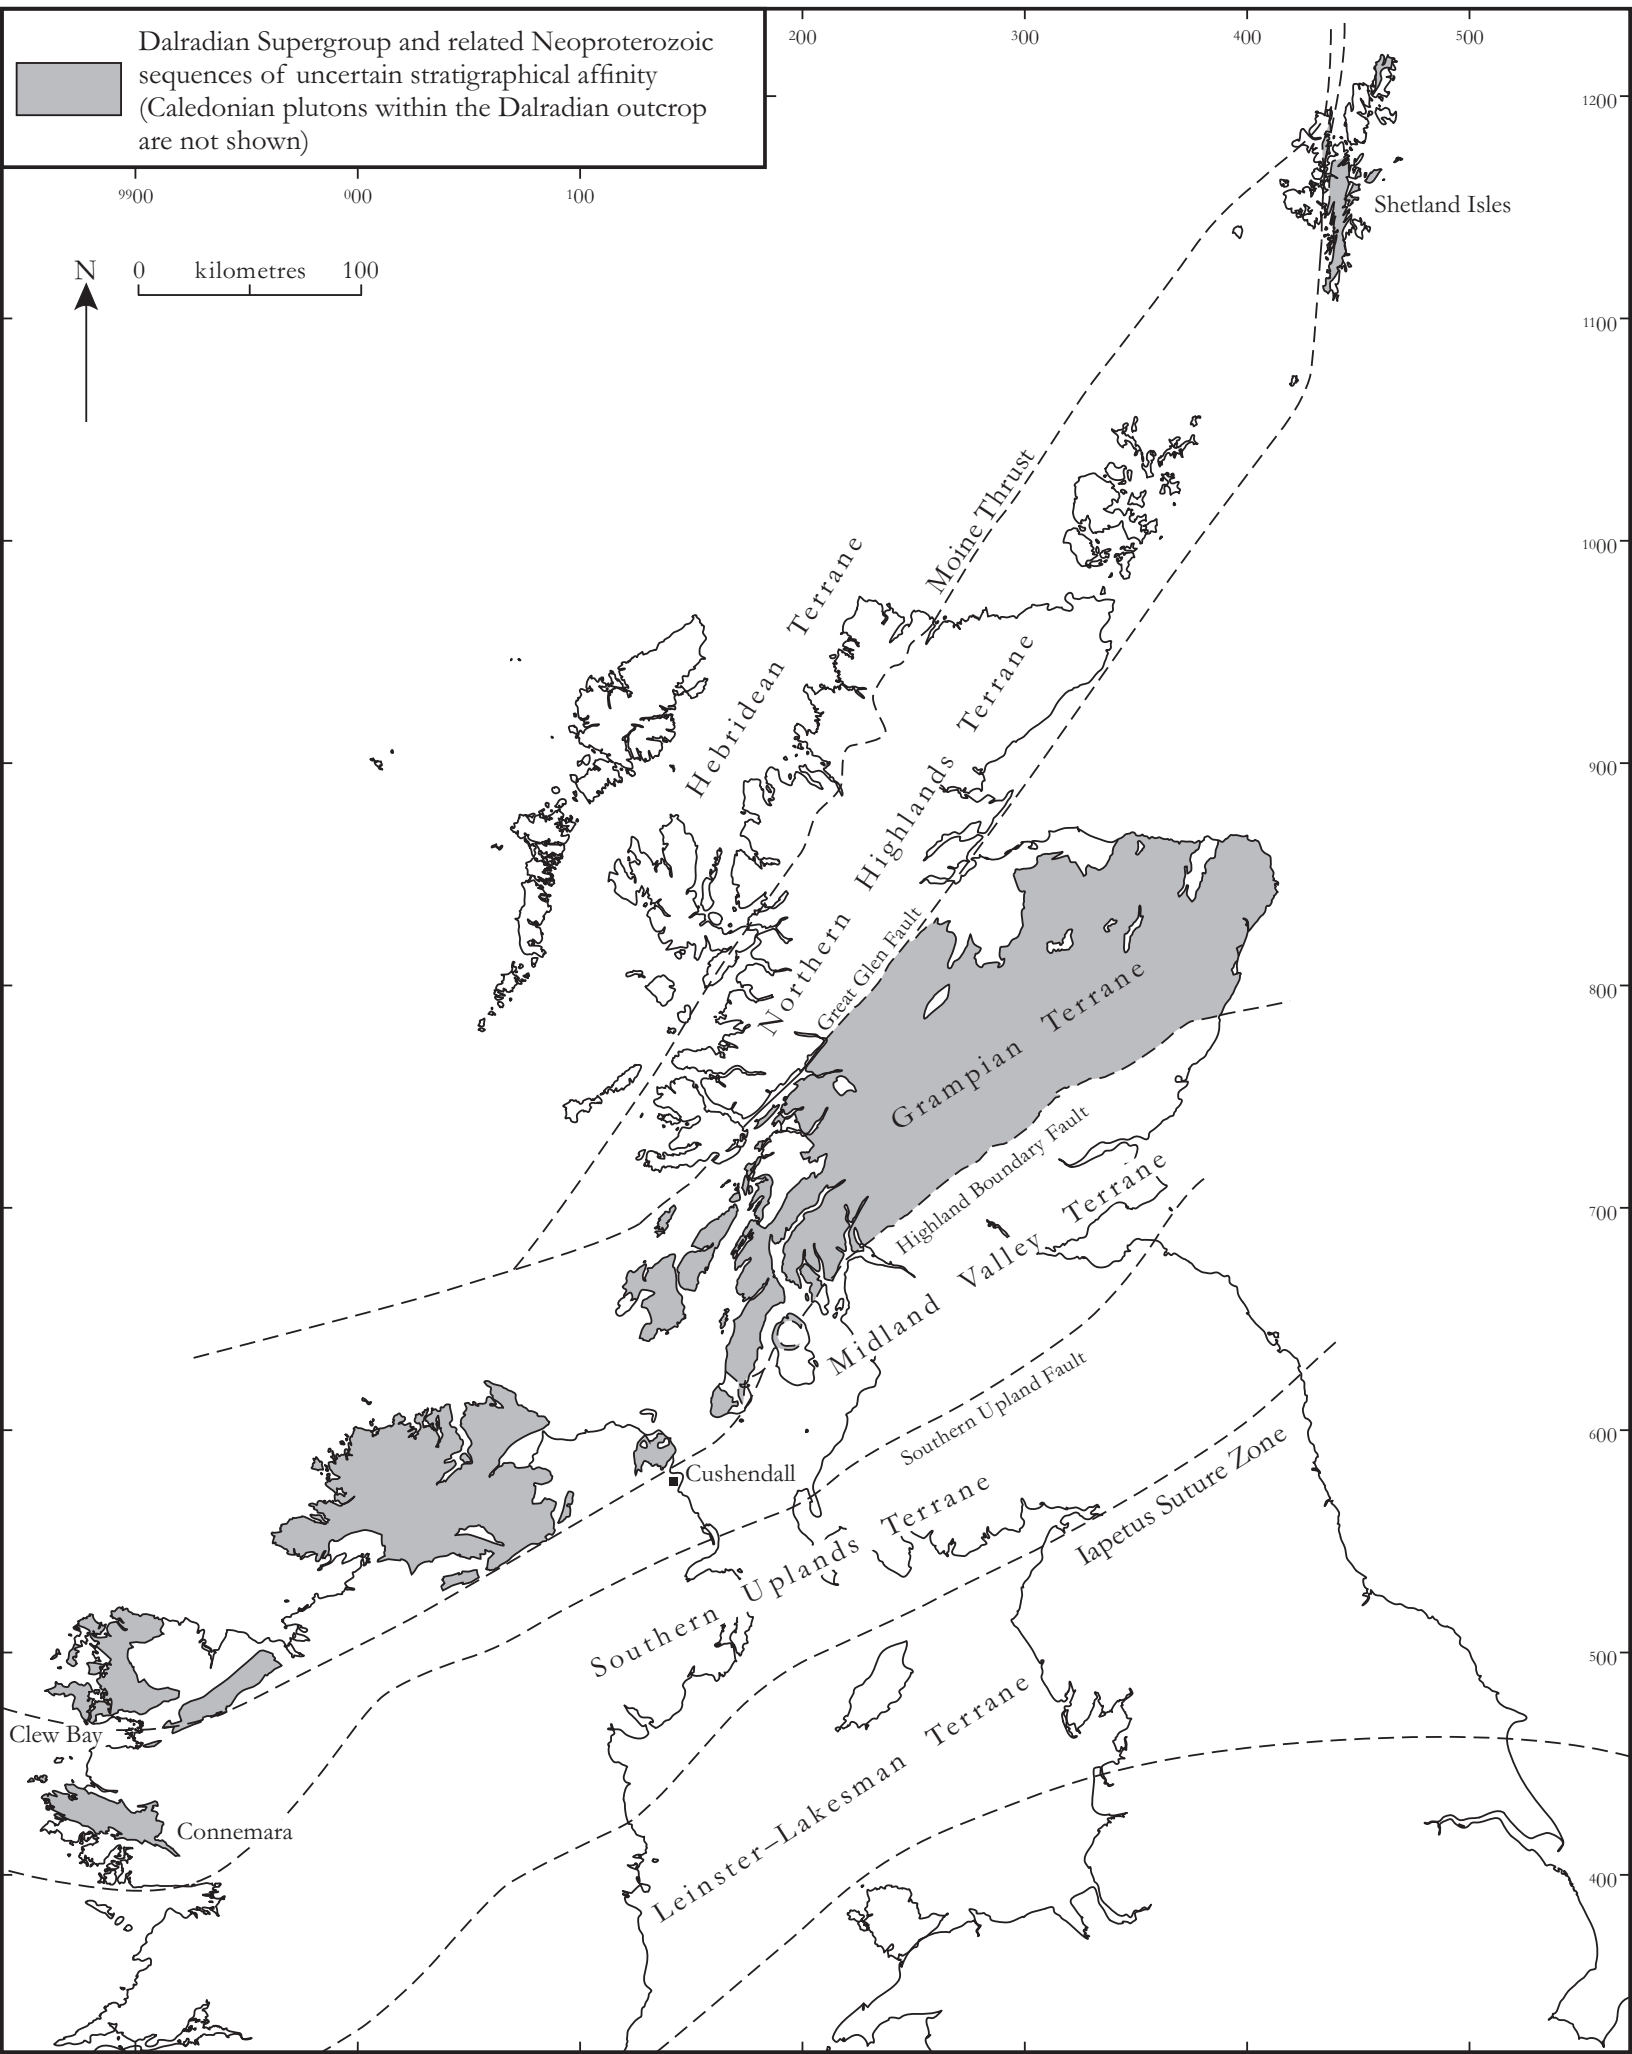 Dalradian Supergroup and related Neoproterozoic
sequences of uncertain stratigraphical affinity
(Caledonian plutons within the Dalradian outcrop
are not shown)
200
300
400
500
1200
9900
000
100
Shetland Isles
N
0 kilometres 100
1100
Moine Thrust
1000
Hebridean Terrane
Northern Highlands Terrane
900
Great Glen Fault
800
Grampian Terrane
Highland Boundary Fault
700
Midland Valley Terrane
Southern Upland Fault
600
Cushendall
Iapetus Suture Zone
Southern Uplands Terrane
500
Clew Bay
Leinster–Lakesman Terrane
Connemara
400